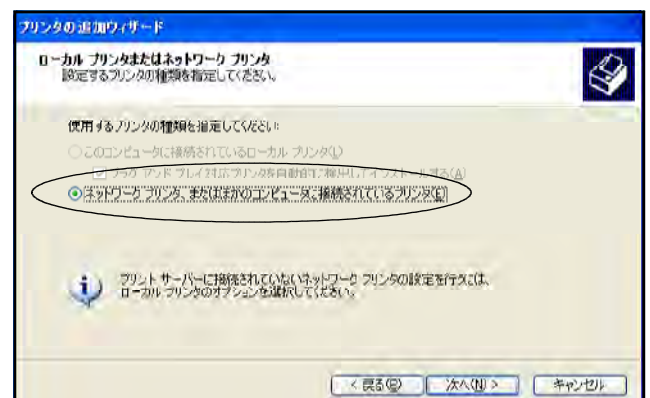 プリンタの追加ウィザード
ローカル プリンタまたはネットワーク プリンタ
設定するプリンタの種類を指定してください。
使用するプリンタの種類を指定してください:
このコンピュータに接続されているローカル プリンタ(L)
プラグ アンド プレイ対応プリンタを自動的に検出してインストールする(A)
ネットワーク プリンタ、またはほかのコンピュータに接続されているプリンタ(E)
プリント サーバーに接続されていないネットワーク プリンタの設定を行うには、
ローカル プリンタのオプションを選択してください。
< 戻る(B) 次へ(N) > キャンセル